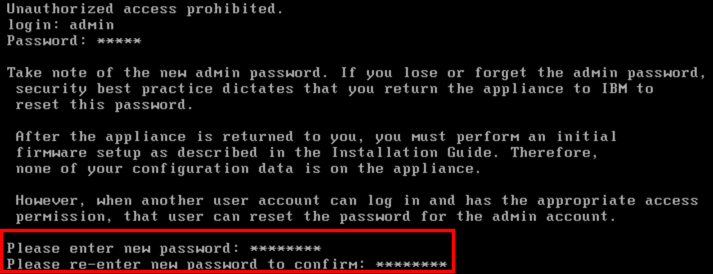 Unauthorized access prohibited.
login: admin
Password: *****
Take note of the new admin password. If you lose or forget the admin password,
security best practice dictates that you return the appliance to IBM to
reset this password.
After the appliance is returned to you, you must perform an initial
firmware setup as described in the Installation Guide. Therefore,
none of your configuration data is on the appliance.
However, when another user account can log in and has the appropriate access
permission, that user can reset the password for the admin account.
Please enter new password: ********
Please re-enter new password to confirm: ********